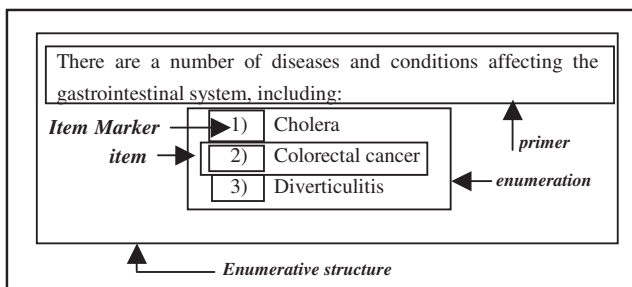 There are a number of diseases and conditions affecting the
gastrointestinal system, including:
Item Marker 1) Cholera
item 2) Colorectal cancer
primer
3) Diverticulitis
enumeration
Enumerative structure